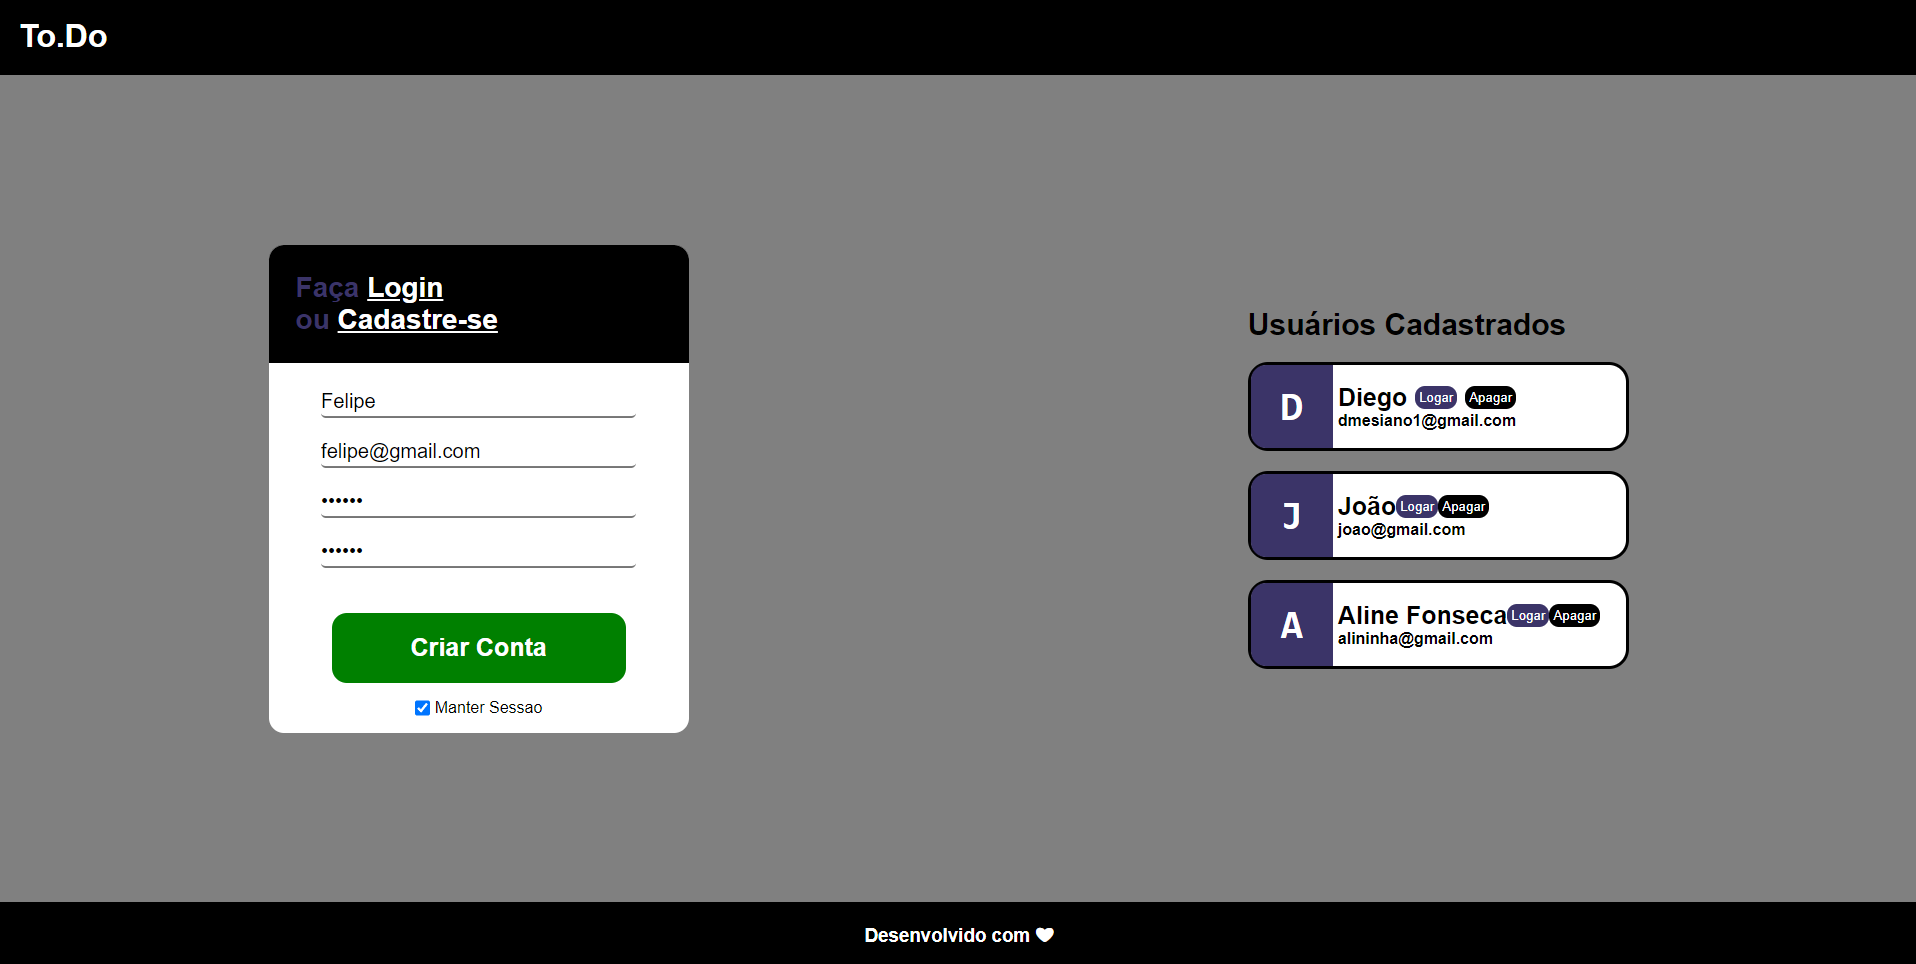 To.Do
Faça Login
ou Cadastre-se
Felipe
felipe@gmail.com
••••••
••••••
Criar Conta
Manter Sessao
Usuários Cadastrados
D
Diego Logar Apagar
dmesiano1@gmail.com
J
João Logar Apagar
joao@gmail.com
A
Aline Fonseca Logar Apagar
alininha@gmail.com
Desenvolvido com ♥